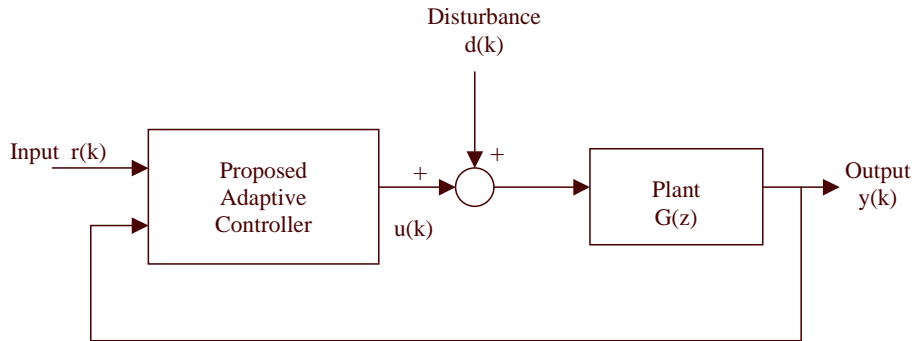 Disturbance
d(k)
Input r(k)
Proposed
Adaptive
Controller
+
u(k)
+
Plant
G(z)
Output
y(k)